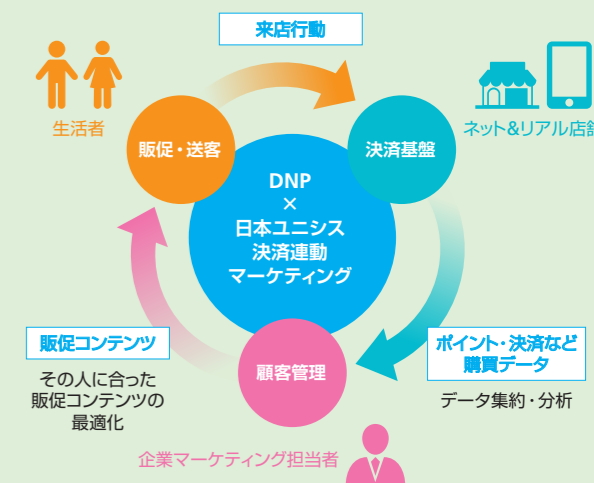 来店行動
生活者
販促・送客
決済基盤
ネット&リアル店舗
DNP
×
日本ユニシス
決済連動
マーケティング
販促コンテンツ
その人に合った
販促コンテンツの
最適化
顧客管理
ポイント・決済など
購買データ
データ集約・分析
企業マーケティング担当者